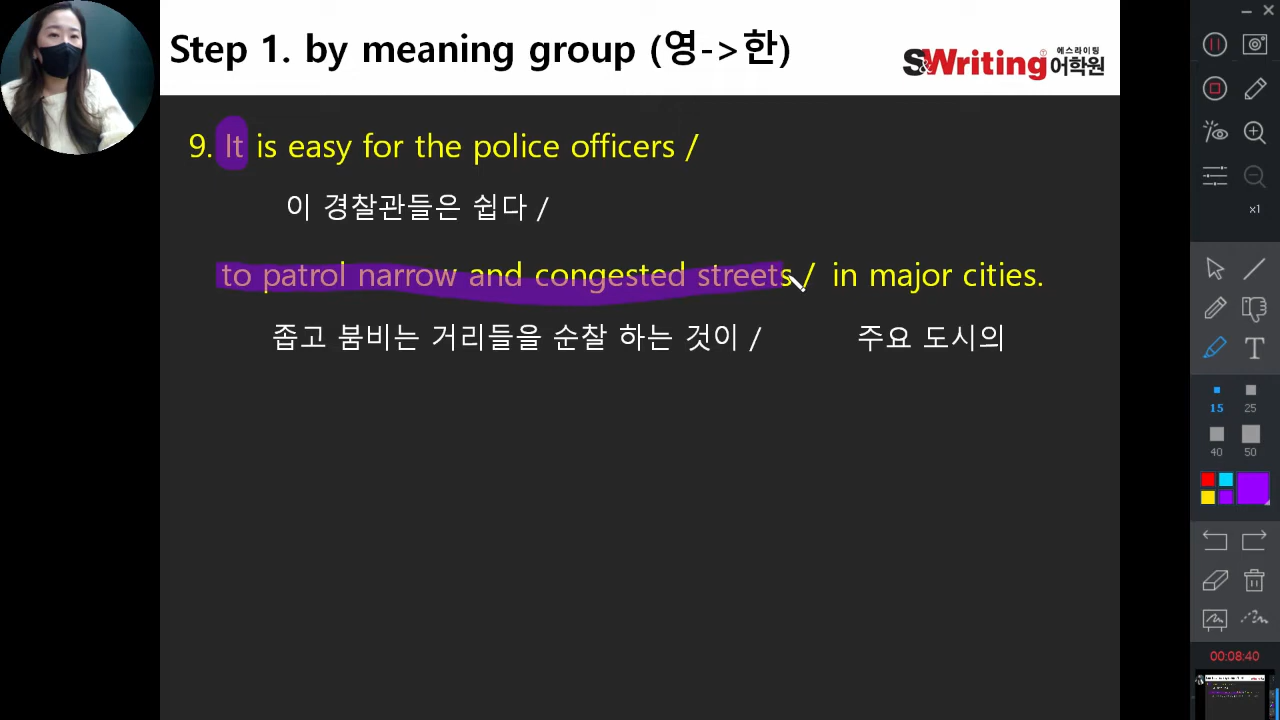 Step 1. by meaning group (영->한)
S&Writing 에스라이팅 어학원
9. It is easy for the police officers /
이 경찰관들은 쉽다 /
to patrol narrow and congested streets / in major cities.
좁고 붐비는 거리들을 순찰 하는 것이 / 주요 도시의
x1
T
15 25
40 50
00:08:40